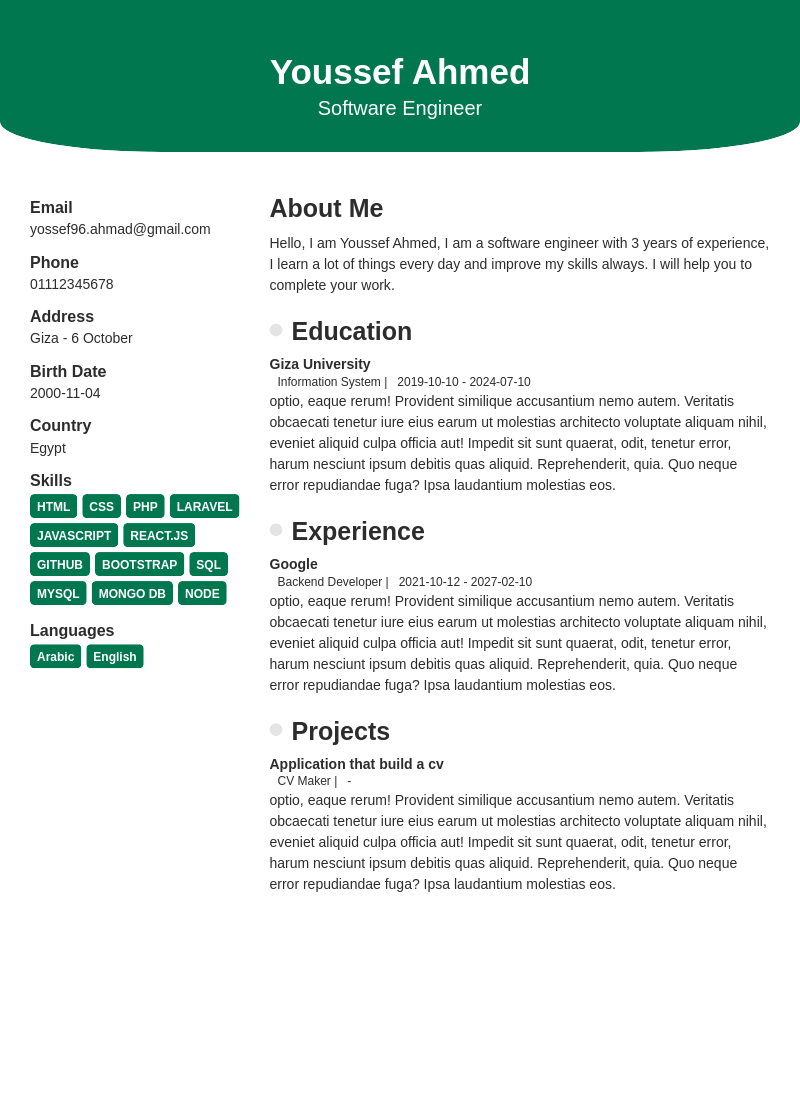 Youssef Ahmed
Software Engineer
Email
yossef96.ahmad@gmail.com
Phone
01112345678
Address
Giza - 6 October
Birth Date
2000-11-04
Country
Egypt
Skills
HTML CSS PHP LARAVEL
JAVASCRIPT REACT.JS
GITHUB BOOTSTRAP SQL
MYSQL MONGO DB NODE
Languages
Arabic English
About Me
Hello, I am Youssef Ahmed, I am a software engineer with 3 years of experience,
I learn a lot of things every day and improve my skills always. I will help you to
complete your work.
Education
Giza University
Information System | 2019-10-10 - 2024-07-10
optio, eaque rerum! Provident similique accusantium nemo autem. Veritatis
obcaecati tenetur iure eius earum ut molestias architecto voluptate aliquam nihil,
eveniet aliquid culpa officia aut! Impedit sit sunt quaerat, odit, tenetur error,
harum nesciunt ipsum debitis quas aliquid. Reprehenderit, quia. Quo neque
error repudiandae fuga? Ipsa laudantium molestias eos.
Experience
Google
Backend Developer | 2021-10-12 - 2027-02-10
optio, eaque rerum! Provident similique accusantium nemo autem. Veritatis
obcaecati tenetur iure eius earum ut molestias architecto voluptate aliquam nihil,
eveniet aliquid culpa officia aut! Impedit sit sunt quaerat, odit, tenetur error,
harum nesciunt ipsum debitis quas aliquid. Reprehenderit, quia. Quo neque
error repudiandae fuga? Ipsa laudantium molestias eos.
Projects
Application that build a cv
CV Maker | -
optio, eaque rerum! Provident similique accusantium nemo autem. Veritatis
obcaecati tenetur iure eius earum ut molestias architecto voluptate aliquam nihil,
eveniet aliquid culpa officia aut! Impedit sit sunt quaerat, odit, tenetur error,
harum nesciunt ipsum debitis quas aliquid. Reprehenderit, quia. Quo neque
error repudiandae fuga? Ipsa laudantium molestias eos.